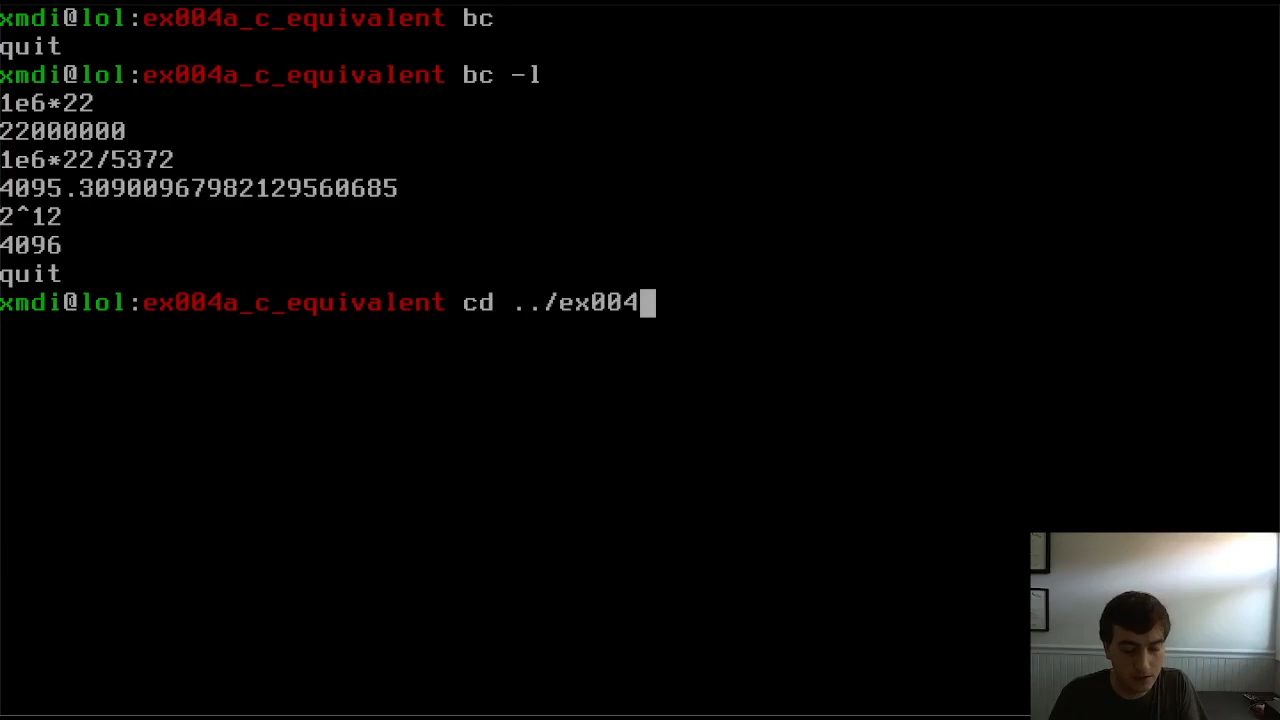 xmdi@lol:ex004a_c_equivalent bc
quit
xmdi@lol:ex004a_c_equivalent bc -l
1e6*22
22000000
1e6*22/5372
4095.30900967982129560685
2^12
4096
quit
xmdi@lol:ex004a_c_equivalent cd ../ex004